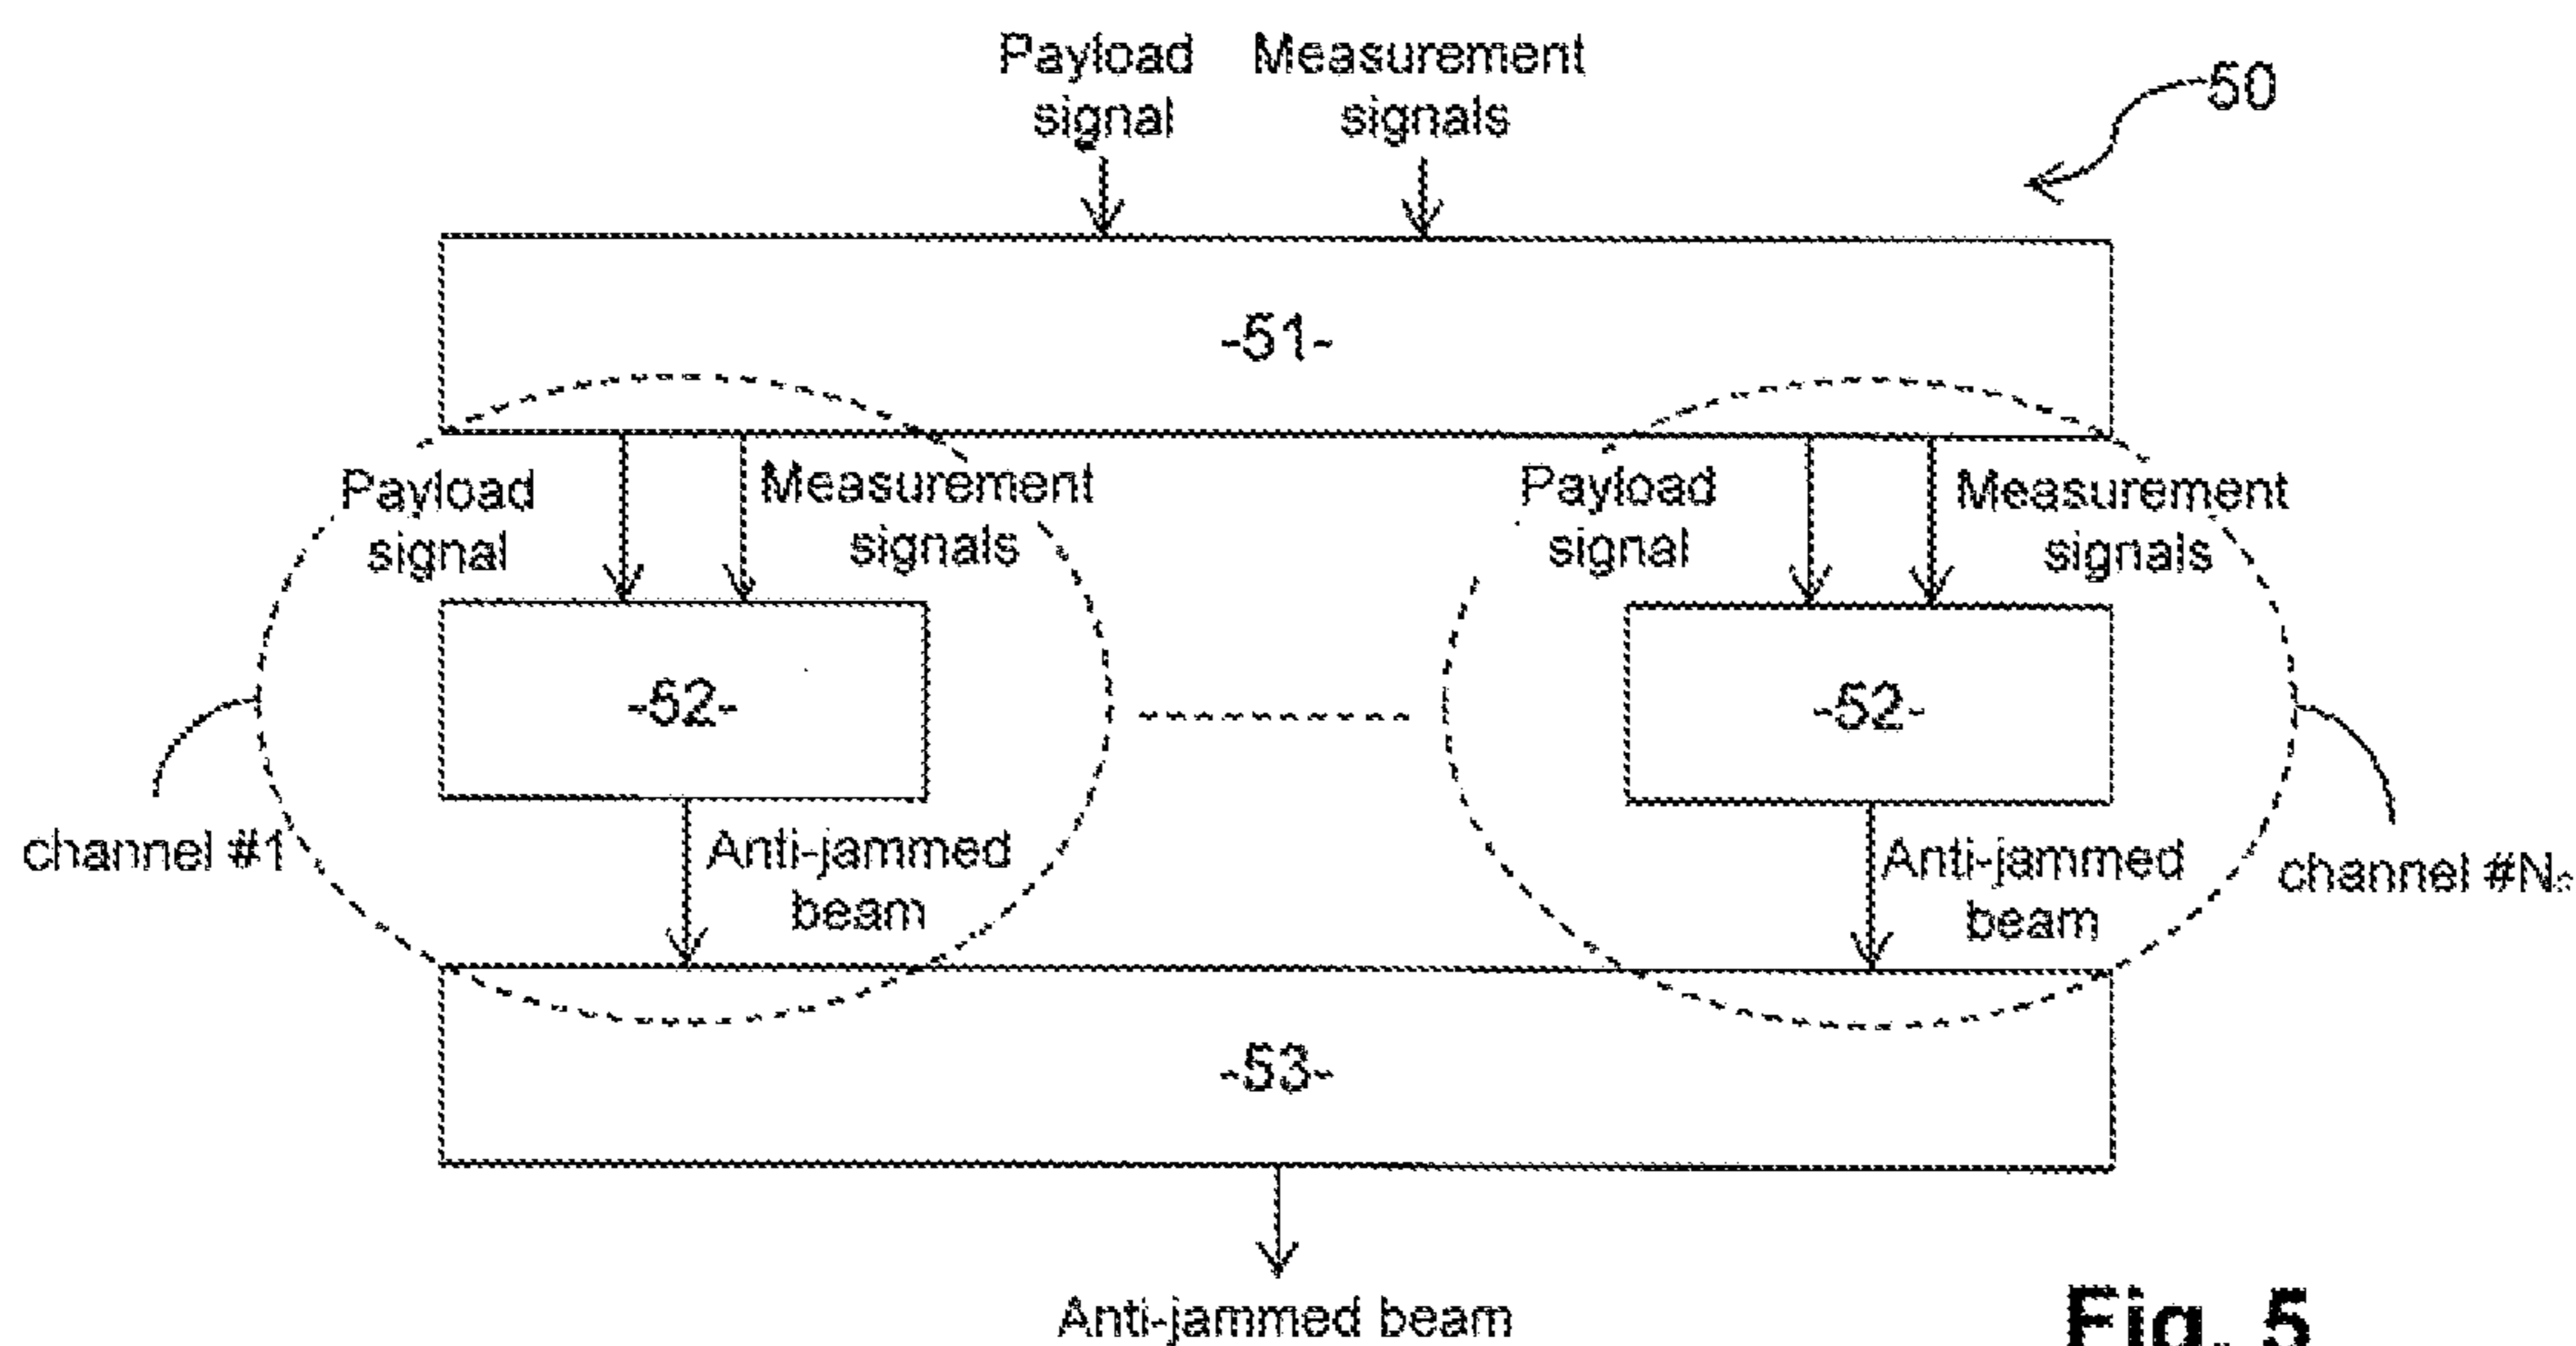 Payload signal
Measurement signals
50
-51-
Payload signal
Measurement signals
Payload signal
Measurement signals
-52-
-52-
channel #1
Anti-jammed beam
Anti-jammed beam
channel #Nc
-53-
Anti-jammed beam
Fig. 5